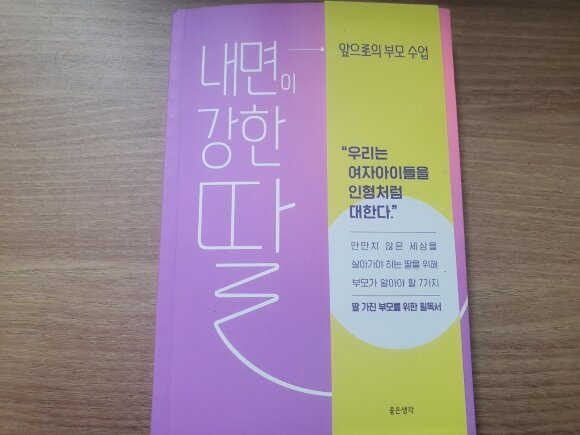 내면이
강한
딸
앞으로의 부모 수업
“우리는
여자아이들을
인형처럼
대한다.”
만만치 않은 세상을
살아가야 하는 딸을 위해
부모가 알아야 할 7가지
딸 가진 부모를 위한 필독서
좋은생각